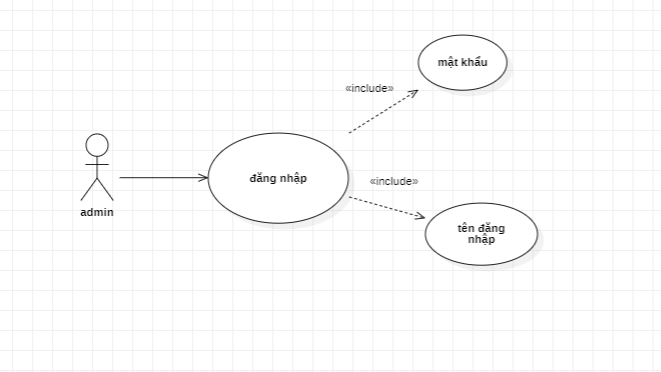 mật khẩu
«include»
đăng nhập
«include»
admin
tên đăng
nhập